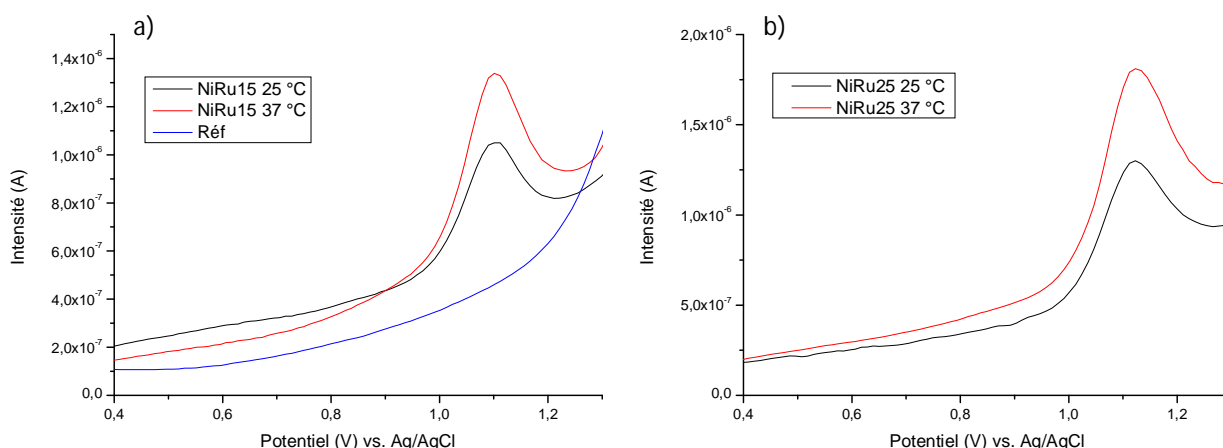 a)
1,4x10⁻⁶
1,2x10⁻⁶
1,0x10⁻⁶
8,0x10⁻⁷
6,0x10⁻⁷
4,0x10⁻⁷
2,0x10⁻⁷
0,0
Intensité (A)
NiRu15 25 °C
NiRu15 37 °C
Réf
0,4 0,6 0,8 1,0 1,2
Potentiel (V) vs. Ag/AgCl
b)
2,0x10⁻⁶
1,5x10⁻⁶
1,0x10⁻⁶
5,0x10⁻⁷
0,0
Intensité (A)
NiRu25 25 °C
NiRu25 37 °C
0,4 0,6 0,8 1,0 1,2
Potentiel (V) vs. Ag/AgCl